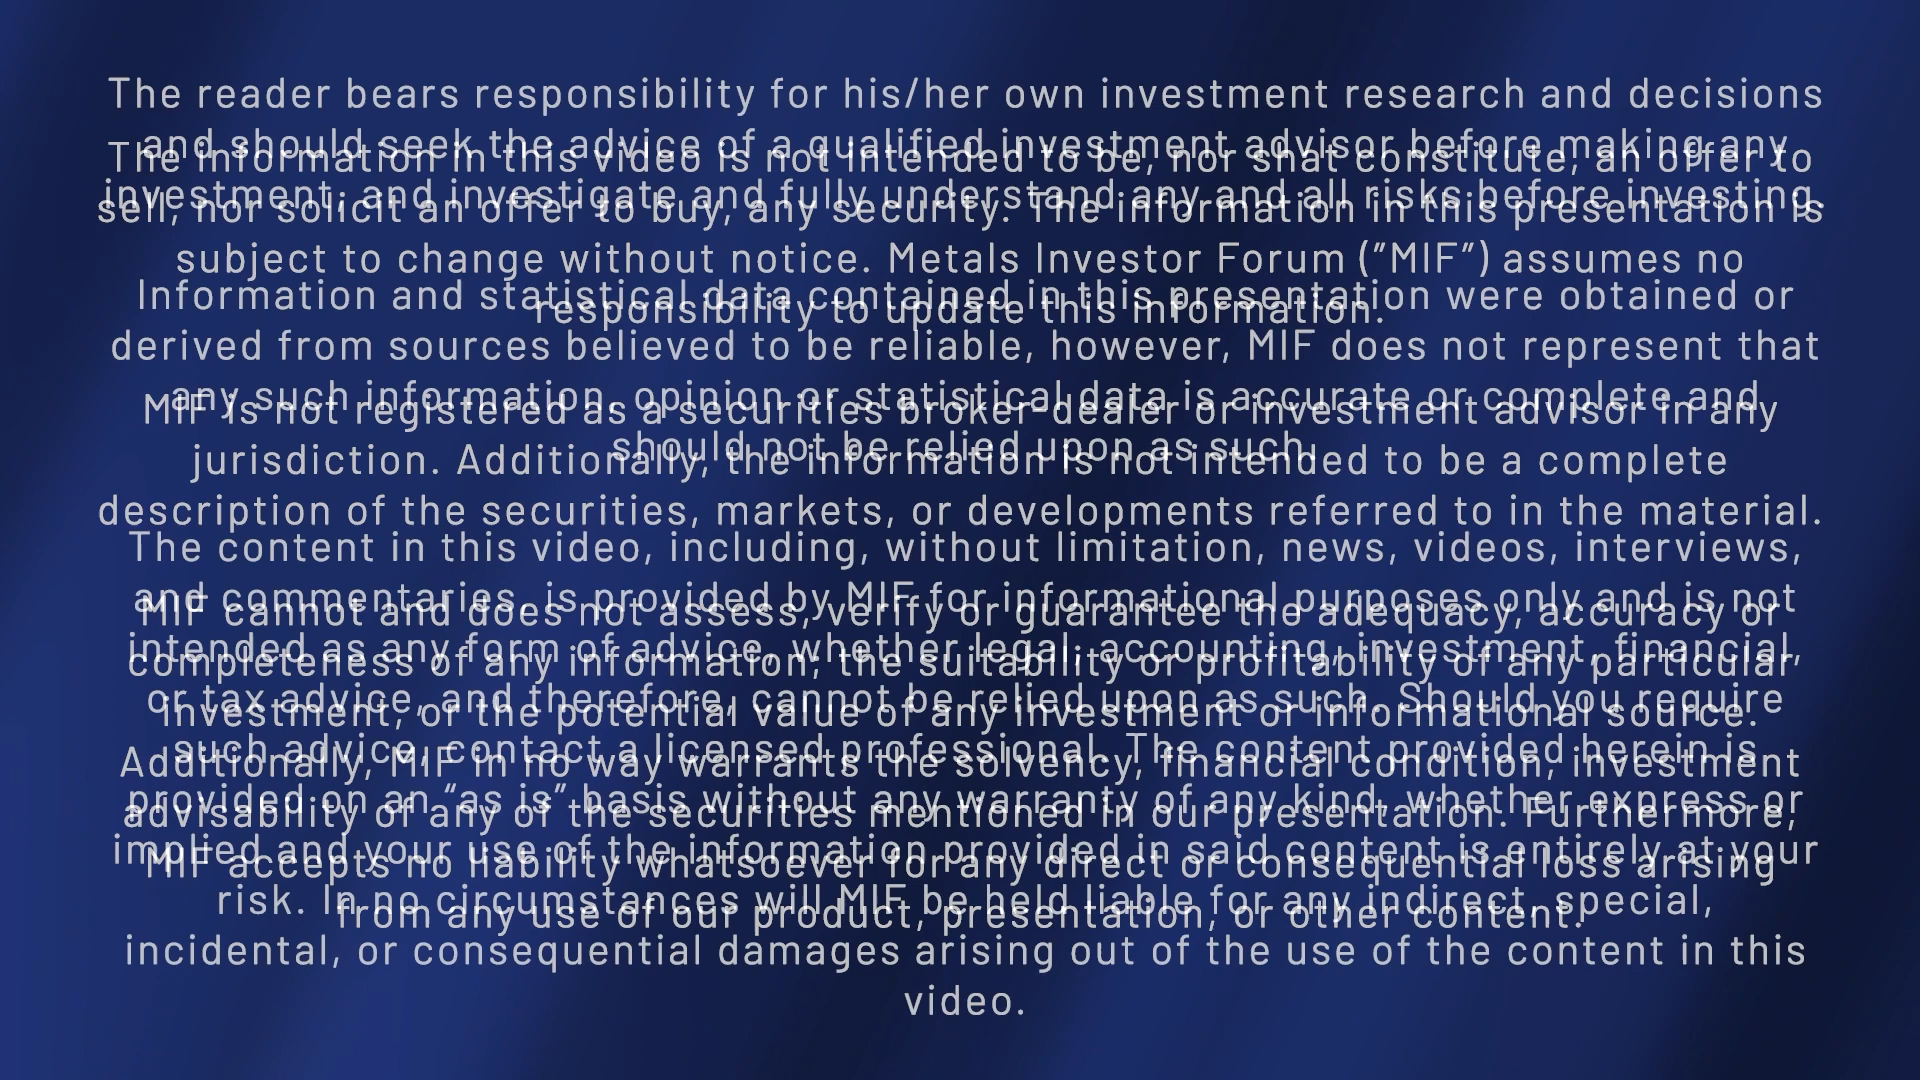 The reader bears responsibility for his/her own investment research and decisions
and should seek the advice of a qualified investment advisor before making any
investment, and investigate and fully understand any and all risks before investing.
Information and statistical data contained in this presentation were obtained or
derived from sources believed to be reliable, however, MIF does not represent that
any such information, opinion or statistical data is accurate or complete and
should not be relied upon as such.
The content in this video, including, without limitation, news, videos, interviews,
and commentaries, is provided by MIF for informational purposes only and is not
intended as any form of advice, whether legal, accounting, investment, financial,
or tax advice, and therefore, cannot be relied upon as such. Should you require
such advice, contact a licensed professional. The content provided herein is
provided on an “as is” basis without any warranty of any kind, whether express or
implied and your use of the information provided in said content is entirely at your
risk. In no circumstances will MIF be held liable for any indirect, special,
incidental, or consequential damages arising out of the use of the content in this
video.
The information in this video is not intended to be, nor shat constitute, an offer to
sell, nor solicit an offer to buy, any security. The information in this presentation is
subject to change without notice. Metals Investor Forum (”MIF”) assumes no
responsibility to update this information.
MIF is not registered as a securities broker-dealer or investment advisor in any
jurisdiction. Additionally, the information is not intended to be a complete
description of the securities, markets, or developments referred to in the material.
MIF cannot and does not assess, verify or guarantee the adequacy, accuracy or
completeness of any information; the suitability or profitability of any particular
investment, or the potential value of any investment or informational source.
Additionally, MIF in no way warrants the solvency, financial condition, investment
advisability of any of the securities mentioned in our presentation. Furthermore,
MIF accepts no liability whatsoever for any direct or consequential loss arising
from any use of our product, presentation, or other content.